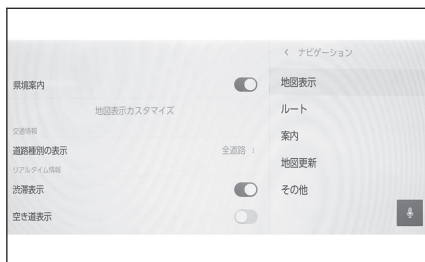 県境案内
地図表示カスタマイズ
交通情報
道路種別の表示
全道路
リアルタイム情報
渋滞表示
空き道表示
ナビゲーション
地図表示
ルート
案内
地図更新
その他